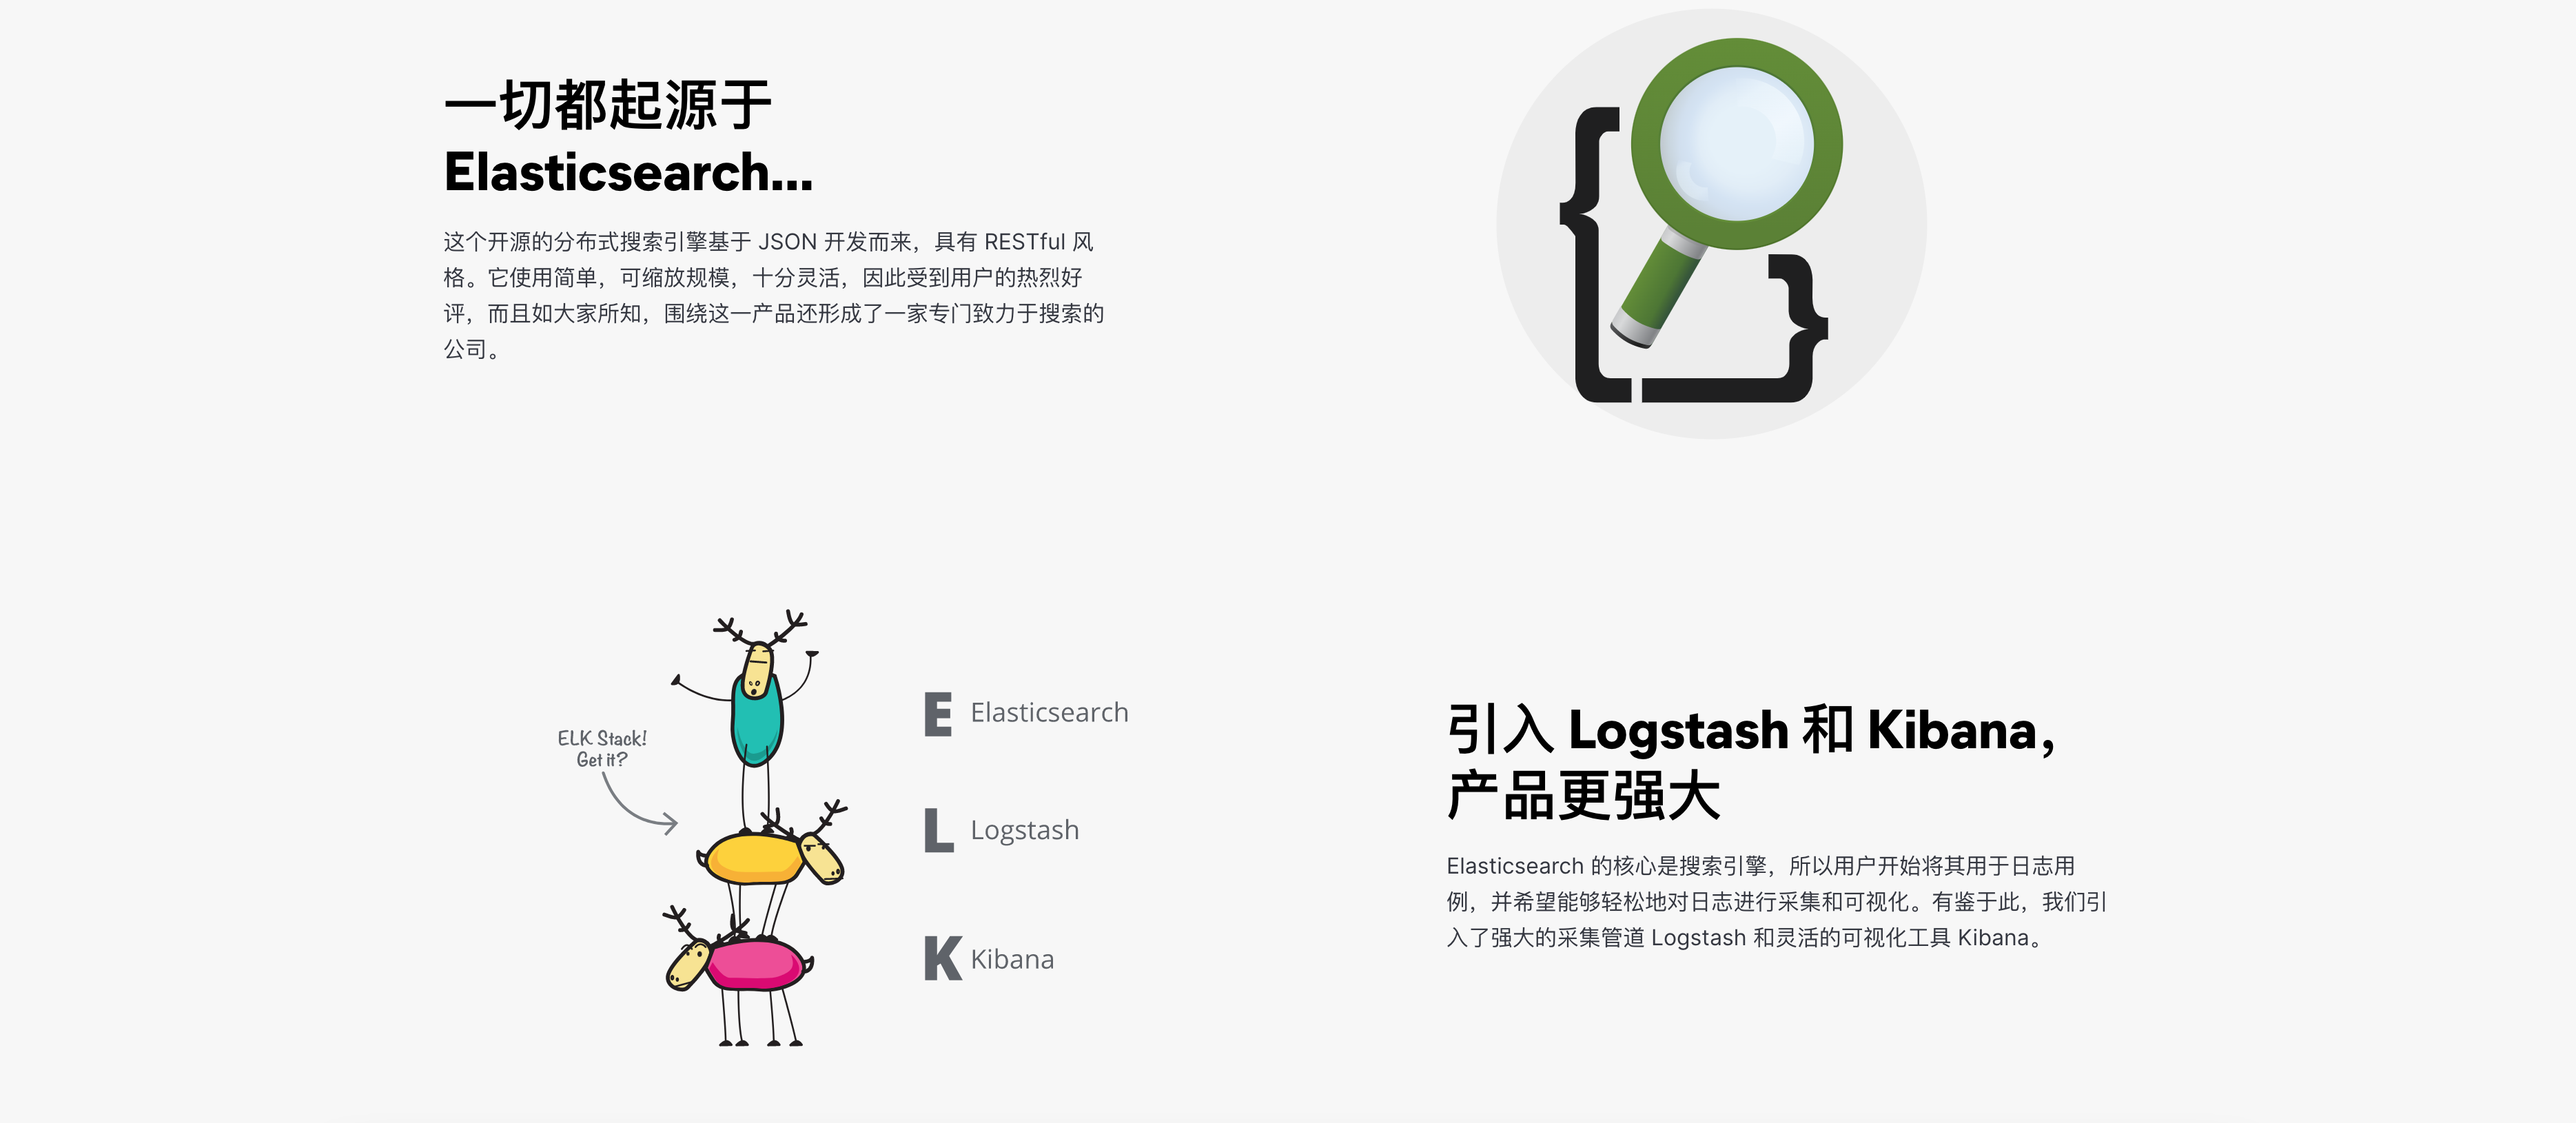 一切都起源于
Elasticsearch...
这个开源的分布式搜索引擎基于 JSON 开发而来，具有 RESTful 风
格。它使用简单，可缩放规模，十分灵活，因此受到用户的热烈好
评，而且如大家所知，围绕这一产品还形成了一家专门致力于搜索的
公司。
ELK Stack!
Get it?
E Elasticsearch
L Logstash
K Kibana
引入 Logstash 和 Kibana，
产品更强大
Elasticsearch 的核心是搜索引擎，所以用户开始将其用于日志用
例，并希望能够轻松地对日志进行采集和可视化。有鉴于此，我们引
入了强大的采集管道 Logstash 和灵活的可视化工具 Kibana。